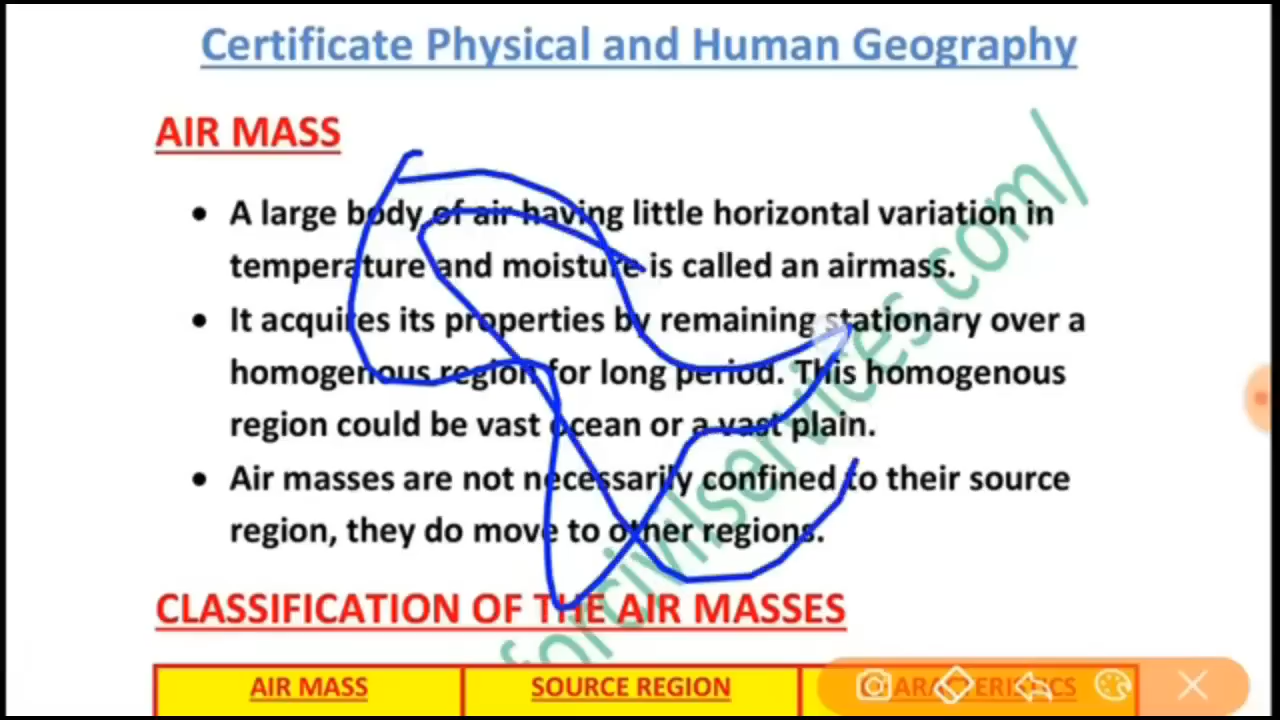 Certificate Physical and Human Geography
AIR MASS
• A large body of air having little horizontal variation in
temperature and moisture is called an airmass.
• It acquires its properties by remaining stationary over a
homogenous region for long period. This homogenous
region could be vast ocean or a vast plain.
• Air masses are not necessarily confined to their source
region, they do move to other regions.
CLASSIFICATION OF THE AIR MASSES
AIR MASS SOURCE REGION CHARACTERISTICS
forcivilservices.com/